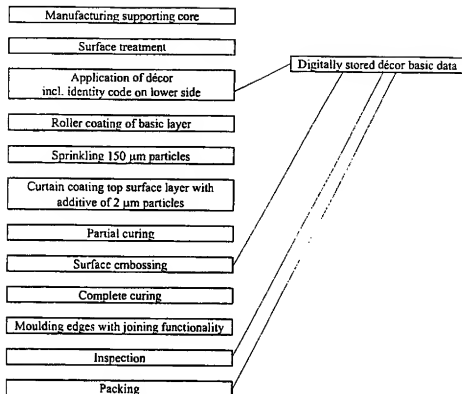 Manufacturing supporting core
Surface treatment
Digitally stored décor basic data
Application of décor
incl. identity code on lower side
Roller coating of basic layer
Sprinkling 150 µm particles
Curtain coating top surface layer with
additive of 2 µm particles
Partial curing
Surface embossing
Complete curing
Moulding edges with joining functionality
Inspection
Packing